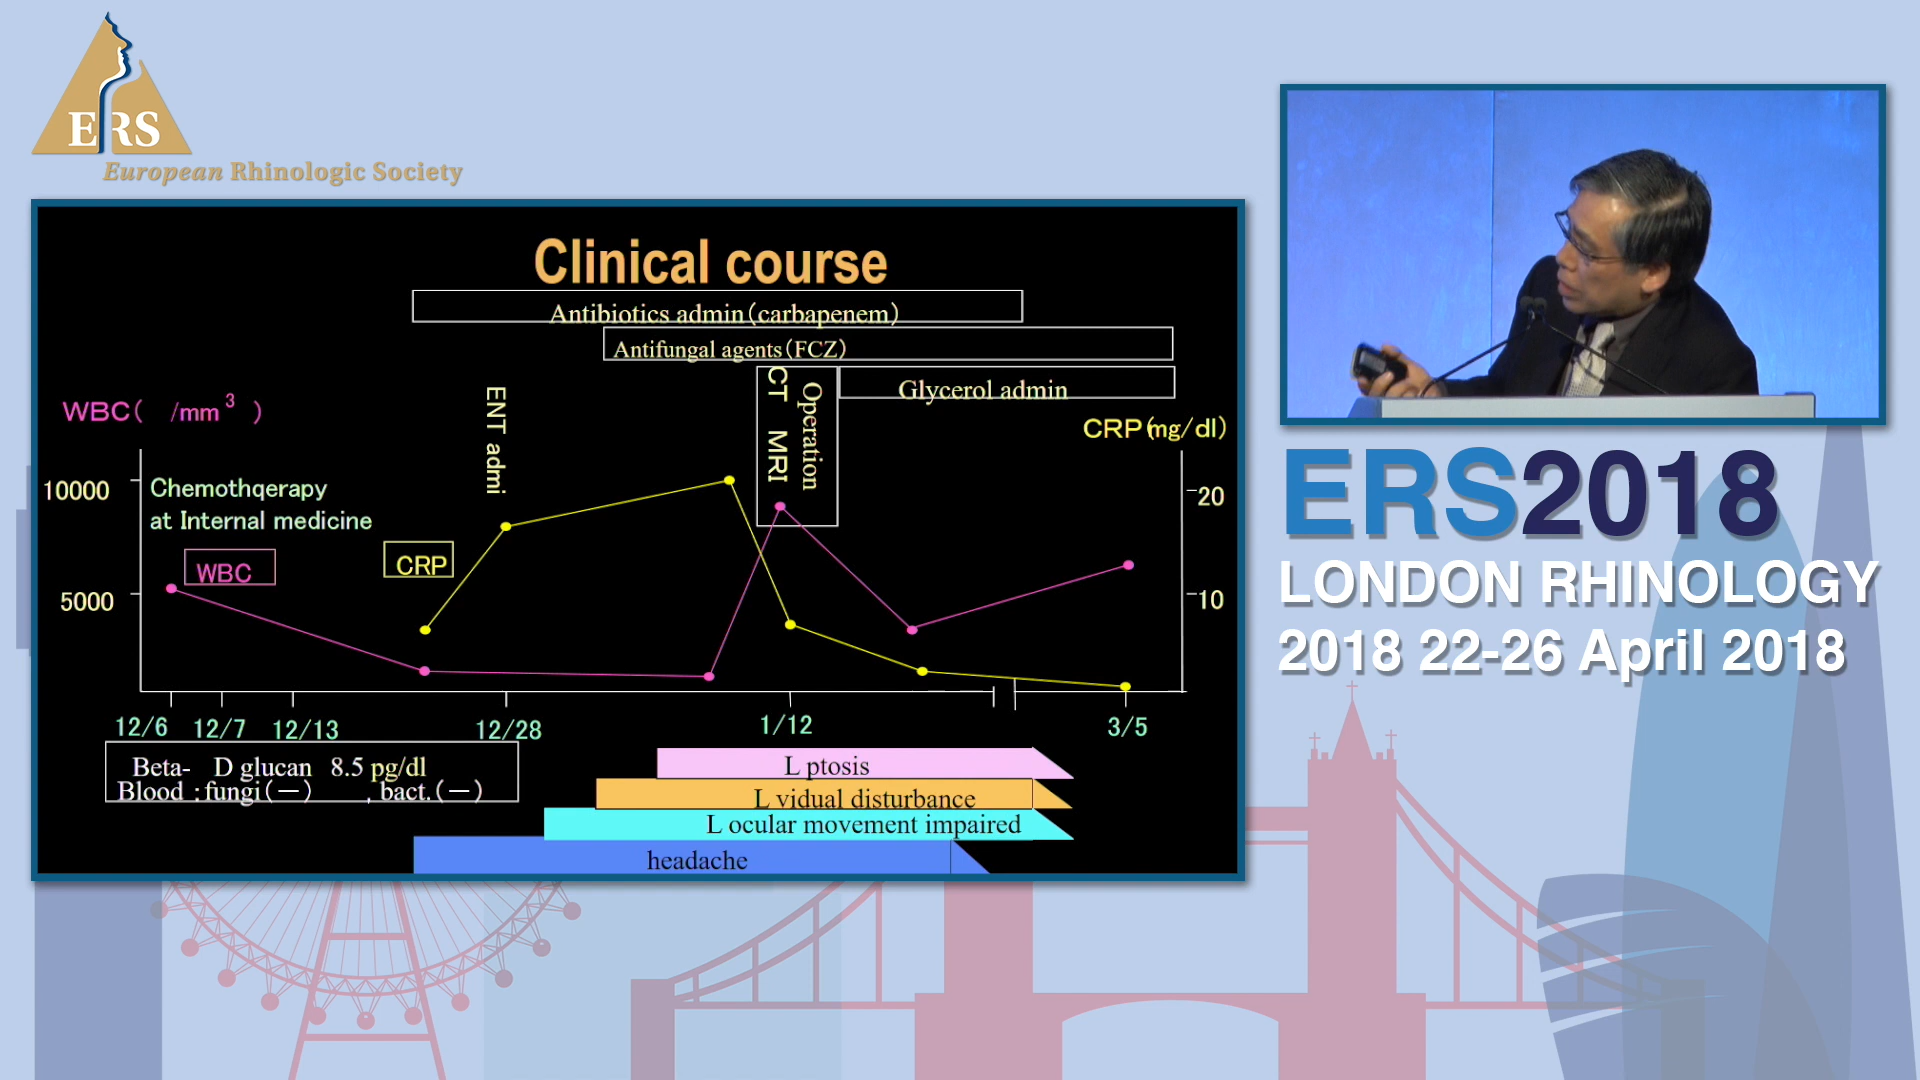 ERS
European Rhinologic Society
Clinical course
Antibiotics admin(carbapenem)
Antifungal agents(FCZ)
Glycerol admin
CT MRI
Operation
ENT admi
WBC( /mm3 )
CRP(mg/dl)
10000
5000
20
10
Chemothqerapy
at Internal medicine
WBC
CRP
12/6 12/7 12/13 12/28 1/12 3/5
Beta- D glucan 8.5 pg/dl
Blood :fungi(－) , bact.(－)
L ptosis
L vidual disturbance
L ocular movement impaired
headache
ERS2018
LONDON RHINOLOGY
2018 22-26 April 2018